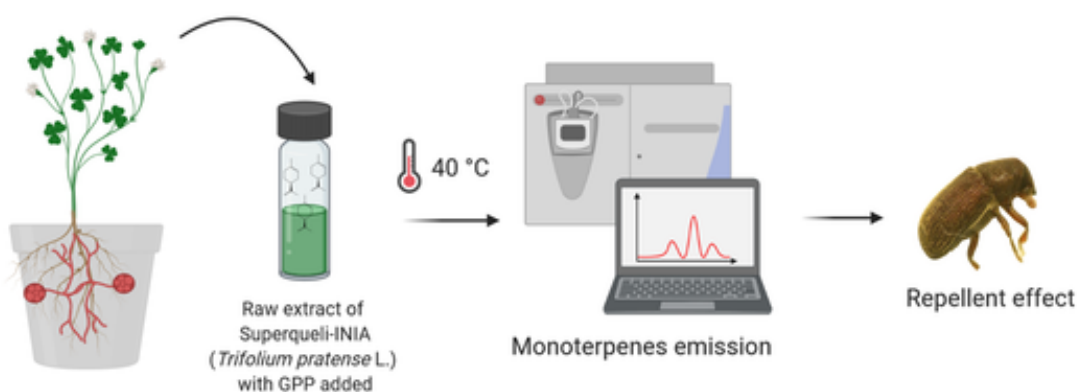 40 °C
Raw extract of
Superqueli-INIA
(Trifolium pratense L.)
with GPP added
Monoterpenes emission
Repellent effect